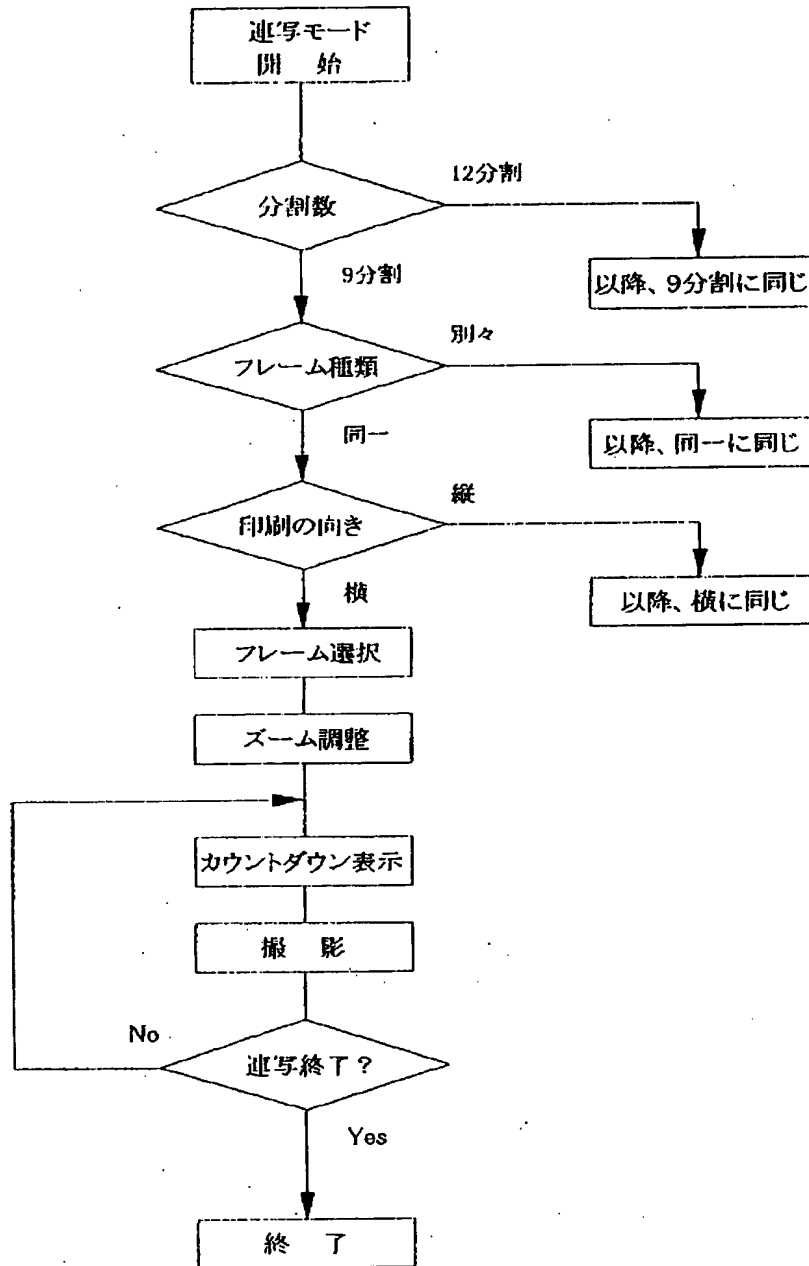 連写モード
開 始
12分割
分割数
9分割
以降、9分割に同じ
別々
フレーム種類
同一
以降、同一に同じ
縦
印刷の向き
横
以降、横に同じ
フレーム選択
ズーム調整
カウントダウン表示
撮 影
No
連写終了?
Yes
終 了